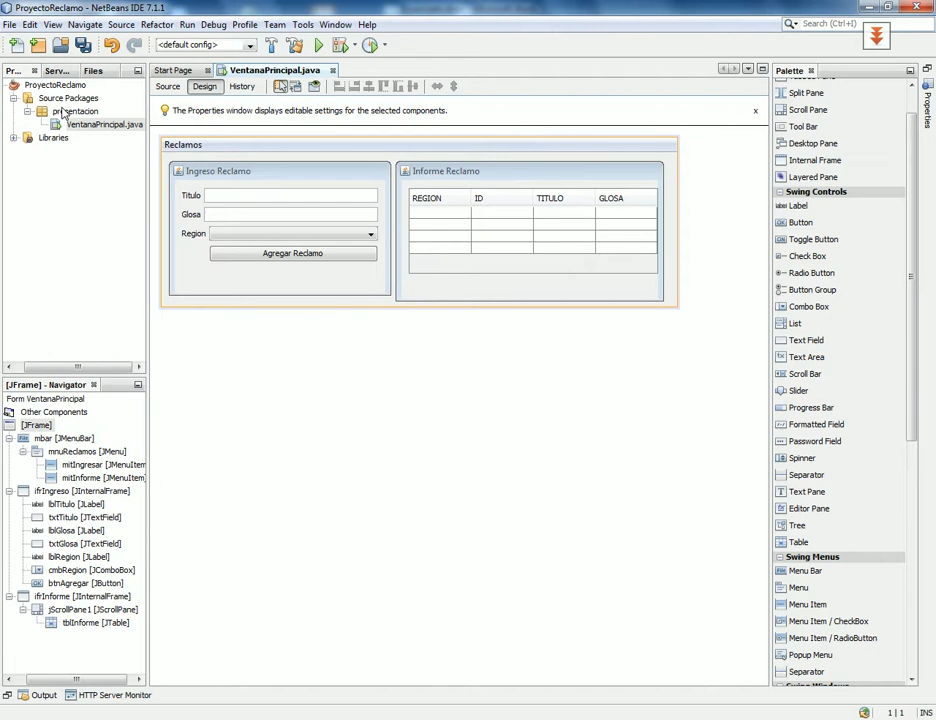 ProyectoReclamo - NetBeans IDE 7.1.1
File Edit View Navigate Source Refactor Run Debug Profile Team Tools Window Help
Search (Ctrl+I)
<default config>
Pr... Serv... Files
Start Page VentanaPrincipal.java
Palette
Source Design History
The Properties window displays editable settings for the selected components.
x
ProyectoReclamo
Source Packages
presentacion
VentanaPrincipal.java
Libraries
Reclamos
Ingreso Reclamo
Titulo
Glosa
Region
Agregar Reclamo
Informe Reclamo
REGION ID TITULO GLOSA
[JFrame] - Navigator
Form VentanaPrincipal
Other Components
[JFrame]
mbar [JMenuBar]
mnuReclamos [JMenu]
mitIngresar [JMenuItem
mitInforme [JMenuItem]
ifrIngreso [JInternalFrame]
lblTitulo [JLabel]
txtTitulo [JTextField]
lblGlosa [JLabel]
txtGlosa [JTextField]
lblRegion [JLabel]
cmbRegion [JComboBox]
btnAgregar [JButton]
ifrInforme [JInternalFrame]
jScrollPane1 [JScrollPane]
tblInforme [JTable]
Split Pane
Scroll Pane
Tool Bar
Desktop Pane
Internal Frame
Layered Pane
Swing Controls
Label
Button
Toggle Button
Check Box
Radio Button
Button Group
Combo Box
List
Text Field
Text Area
Scroll Bar
Slider
Progress Bar
Formatted Field
Password Field
Spinner
Separator
Text Pane
Editor Pane
Tree
Table
Swing Menus
Menu Bar
Menu
Menu Item
Menu Item / CheckBox
Menu Item / RadioButton
Popup Menu
Separator
Swing Windows
Properties
Output HTTP Server Monitor
1 | 1 INS